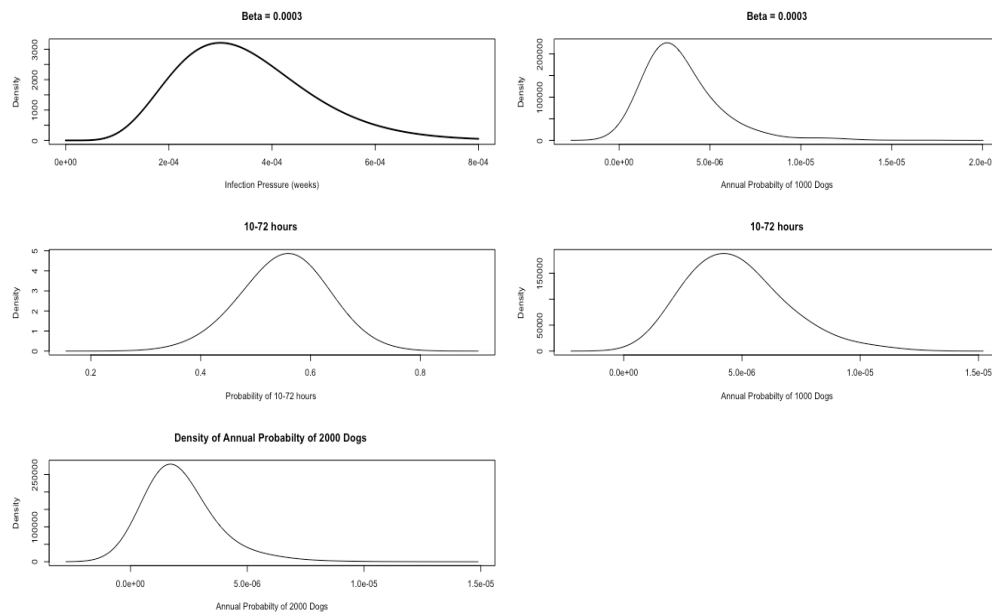 Beta = 0.0003
Density
0 1000 2000 3000
0e+00 2e-04 4e-04 6e-04 8e-04
Infection Pressure (weeks)
Beta = 0.0003
Density
0 100000 200000
0.0e+00 5.0e-06 1.0e-05 1.5e-05 2.0e-0
Annual Probabilty of 1000 Dogs
10-72 hours
Density
0 1 2 3 4 5
0.2 0.4 0.6 0.8
Probability of 10-72 hours
10-72 hours
Density
0 50000 150000
0.0e+00 5.0e-06 1.0e-05 1.5e-05
Annual Probabilty of 1000 Dogs
Density of Annual Probabilty of 2000 Dogs
Density
0 100000 250000
0.0e+00 5.0e-06 1.0e-05 1.5e-05
Annual Probabilty of 2000 Dogs